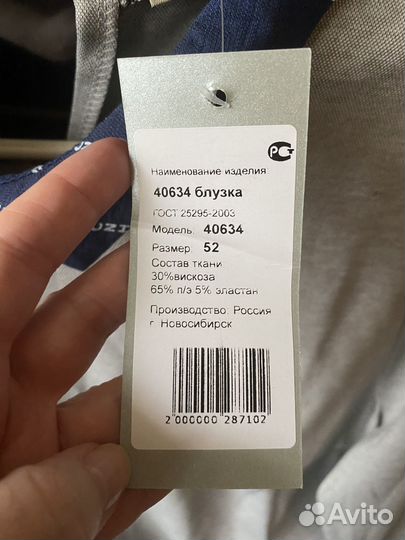 Наименование изделия
40634 блузка
ГОСТ 25295-2003
Модель: 40634
Размер: 52
Состав ткани:
30%вискоза
65% п/э 5% эластан
Производство: Россия
г. Новосибирск
2 000000 287102
Avito